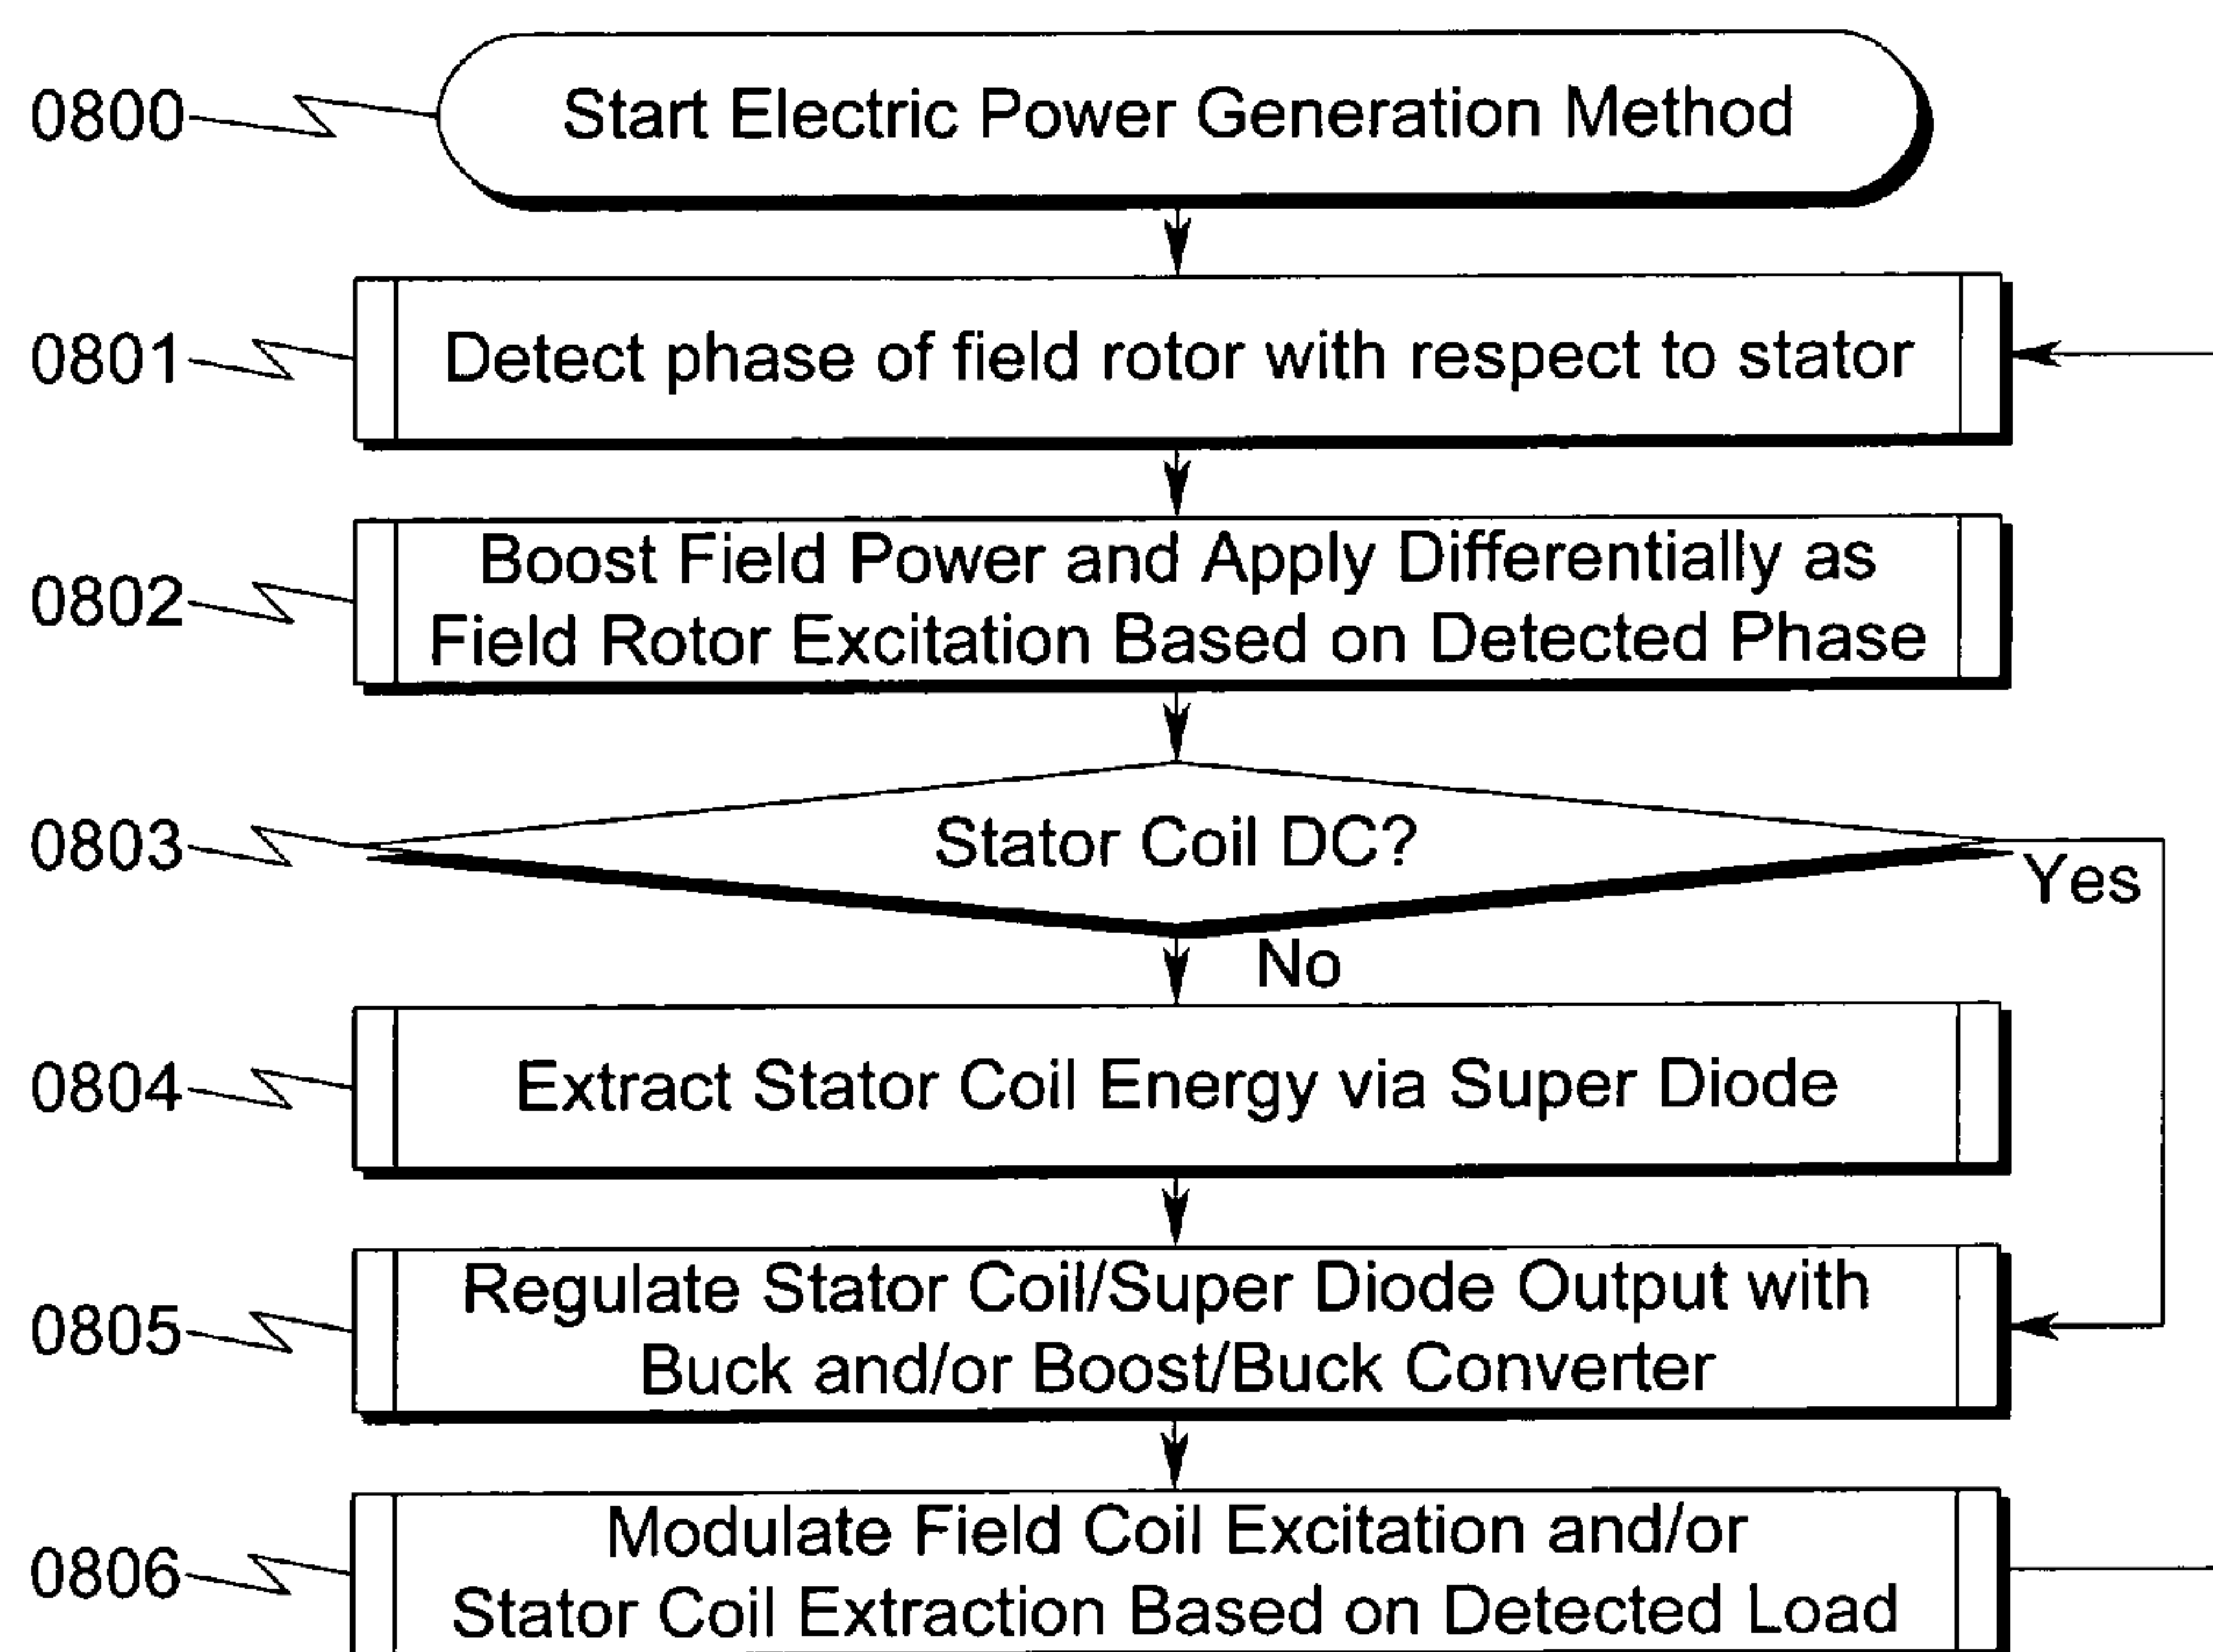 0800
Start Electric Power Generation Method
0801
Detect phase of field rotor with respect to stator
0802
Boost Field Power and Apply Differentially as
Field Rotor Excitation Based on Detected Phase
0803
Stator Coil DC?
Yes
No
0804
Extract Stator Coil Energy via Super Diode
0805
Regulate Stator Coil/Super Diode Output with
Buck and/or Boost/Buck Converter
0806
Modulate Field Coil Excitation and/or
Stator Coil Extraction Based on Detected Load